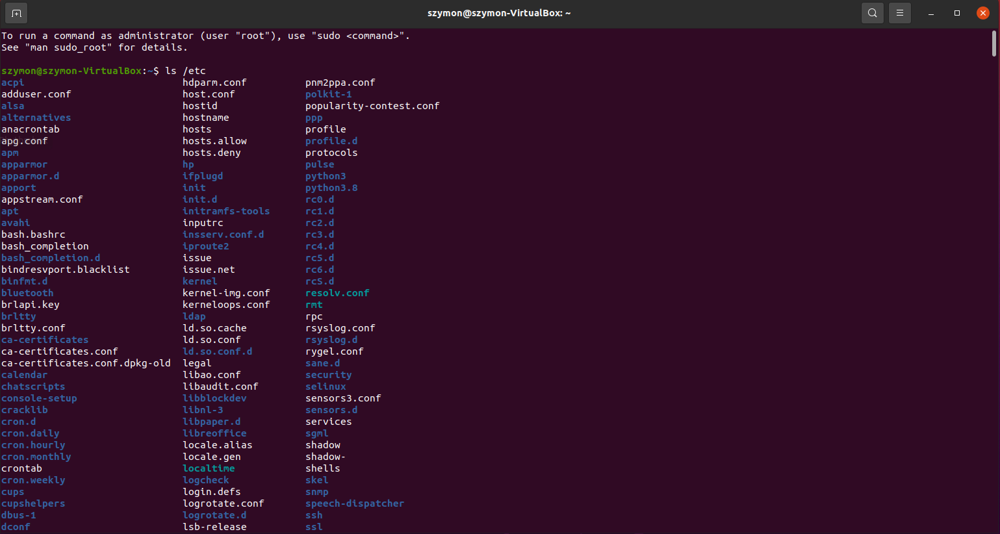 szymon@szymon-VirtualBox: ~
To run a command as administrator (user "root"), use "sudo <command>".
See "man sudo_root" for details.
szymon@szymon-VirtualBox:~$ ls /etc
acpi hdparm.conf pnm2ppa.conf
adduser.conf host.conf polkit-1
alsa hostid popularity-contest.conf
alternatives hostname ppp
anacrontab hosts profile
apg.conf hosts.allow profile.d
apm hosts.deny protocols
apparmor hp pulse
apparmor.d ifplugd python3
apport init python3.8
appstream.conf init.d rc0.d
apt initramfs-tools rc1.d
avahi inputrc rc2.d
bash.bashrc insserv.conf.d rc3.d
bash_completion iproute2 rc4.d
bash_completion.d issue rc5.d
bindresvport.blacklist issue.net rc6.d
binfmt.d kernel rcS.d
bluetooth kernel-img.conf resolv.conf
brlapi.key kerneloops.conf rmt
brltty ldap rpc
brltty.conf ld.so.cache rsyslog.conf
ca-certificates ld.so.conf rsyslog.d
ca-certificates.conf ld.so.conf.d rygel.conf
ca-certificates.conf.dpkg-old legal sane.d
calendar libao.conf security
chatscripts libaudit.conf selinux
console-setup libblockdev sensors3.conf
cracklib libnl-3 sensors.d
cron.d libpaper.d services
cron.daily libreoffice sgml
cron.hourly locale.alias shadow
cron.monthly locale.gen shadow-
crontab localtime shells
cron.weekly logcheck skel
cups login.defs snmp
cupshelpers logrotate.conf speech-dispatcher
dbus-1 logrotate.d ssh
dconf lsb-release ssl